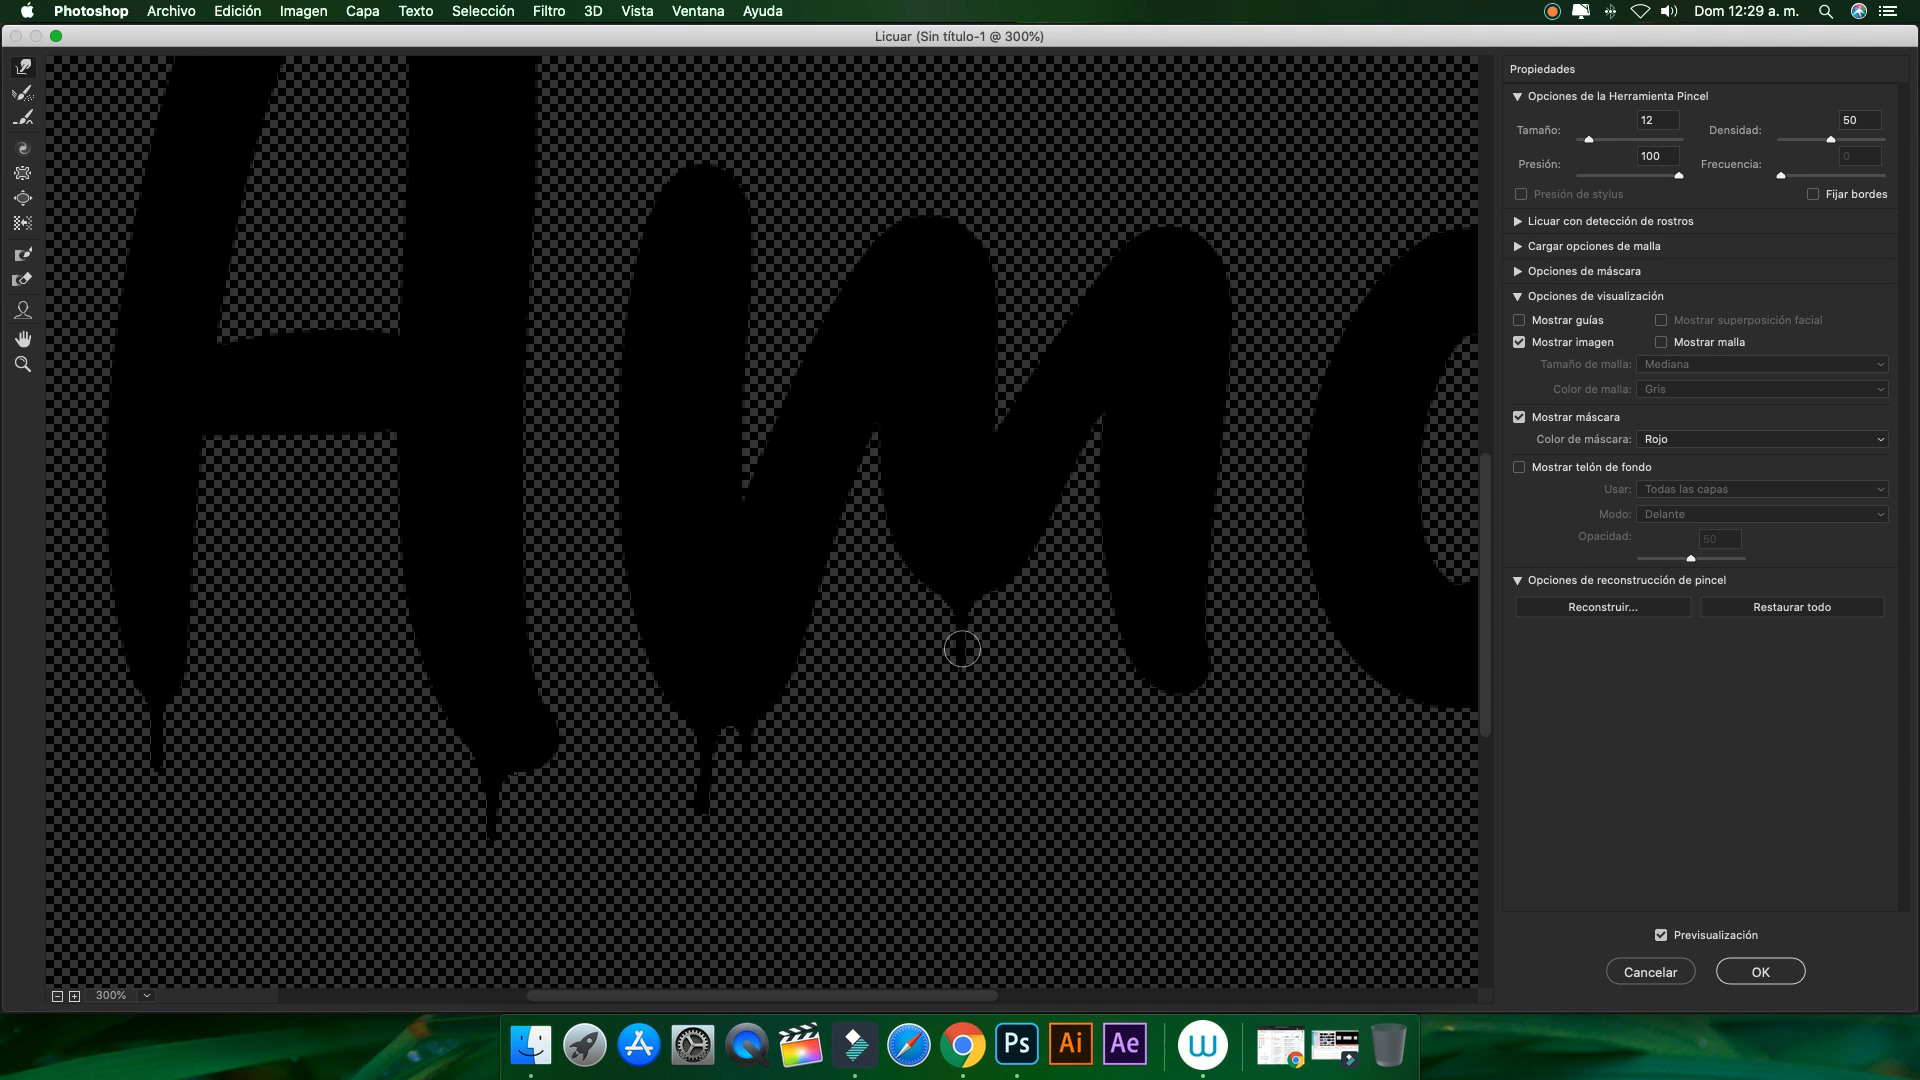 Photoshop Archivo Edición Imagen Capa Texto Selección Filtro 3D Vista Ventana Ayuda Dom 12:29 a. m.
Licuar (Sin título-1 @ 300%)
Propiedades
Opciones de la Herramienta Pincel
Tamaño: 12 Densidad: 50
Presión: 100 Frecuencia: 0
Presión de stylus Fijar bordes
Licuar con detección de rostros
Cargar opciones de malla
Opciones de máscara
Opciones de visualización
Mostrar guías Mostrar superposición facial
Mostrar imagen Mostrar malla
Tamaño de malla: Mediana
Color de malla: Gris
Mostrar máscara
Color de máscara: Rojo
Mostrar telón de fondo
Usar: Todas las capas
Modo: Delante
Opacidad: 50
Opciones de reconstrucción de pincel
Reconstruir... Restaurar todo
Am
Previsualización
Cancelar OK
300%
Ps Ai Ae